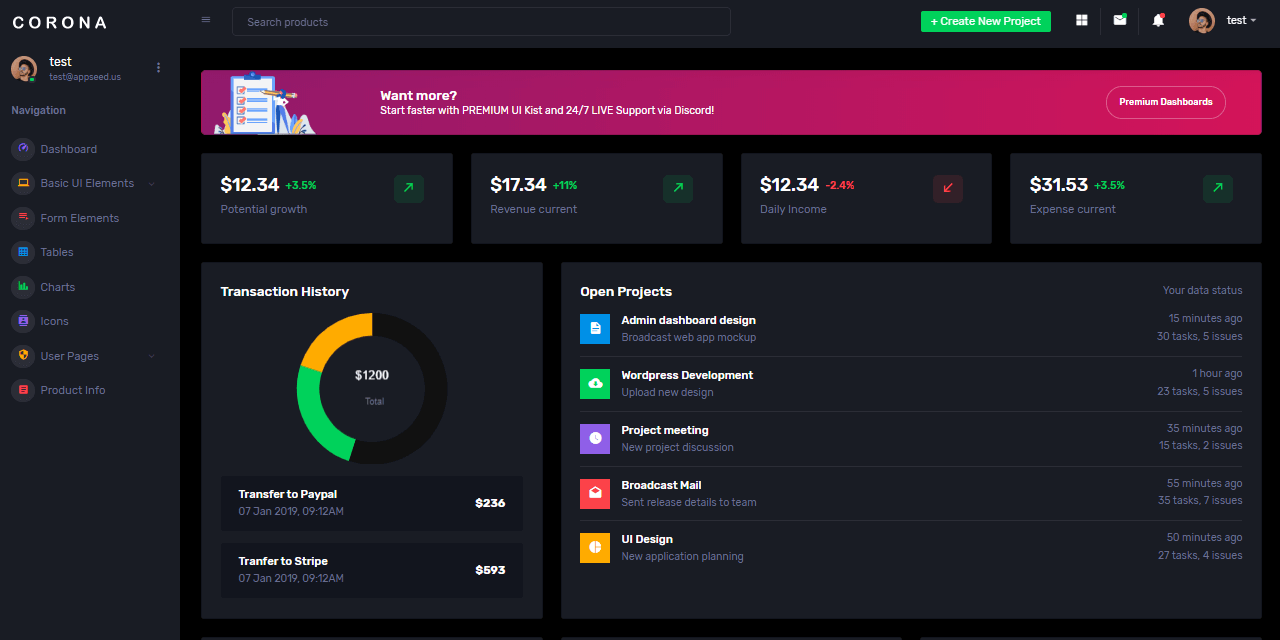 CORONA
Search products
+ Create New Project
test
test
test@appseed.us
Navigation
Dashboard
Basic UI Elements
Form Elements
Tables
Charts
Icons
User Pages
Product Info
Want more?
Start faster with PREMIUM UI Kist and 24/7 LIVE Support via Discord!
Premium Dashboards
$12.34 +3.5%
Potential growth
$17.34 +11%
Revenue current
$12.34 -2.4%
Daily Income
$31.53 +3.5%
Expense current
Transaction History
$1200
Total
Transfer to Paypal
07 Jan 2019, 09:12AM
$236
Tranfer to Stripe
07 Jan 2019, 09:12AM
$593
Open Projects
Your data status
Admin dashboard design
Broadcast web app mockup
15 minutes ago
30 tasks, 5 issues
Wordpress Development
Upload new design
1 hour ago
23 tasks, 5 issues
Project meeting
New project discussion
35 minutes ago
15 tasks, 2 issues
Broadcast Mail
Sent release details to team
55 minutes ago
35 tasks, 7 issues
UI Design
New application planning
50 minutes ago
27 tasks, 4 issues